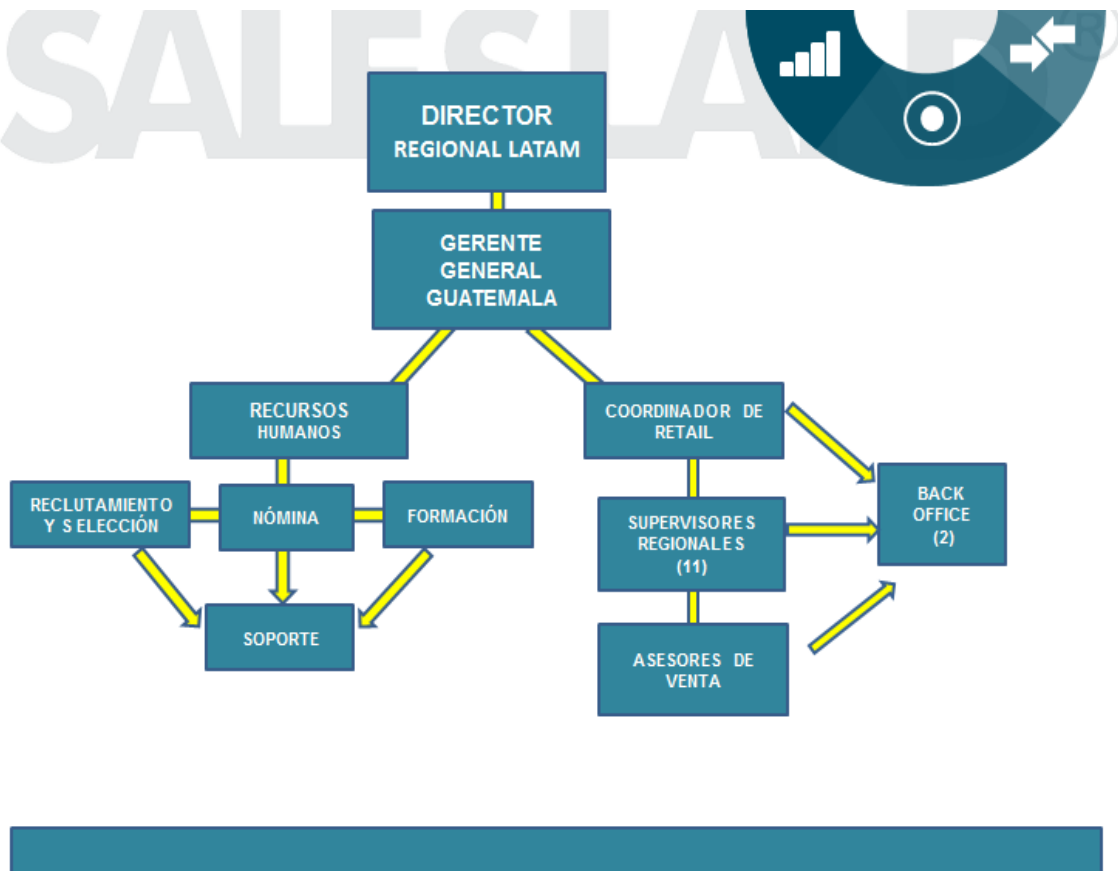 SALESLAND®
DIRECTOR
REGIONAL LATAM
GERENTE
GENERAL
GUATEMALA
RECURSOS
HUMANOS
COORDINADOR DE
RETAIL
RECLUTAMIENTO
Y SELECCIÓN
NÓMINA
FORMACIÓN
SUPERVISORES
REGIONALES
(11)
BACK
OFFICE
(2)
SOPORTE
ASESORES DE
VENTA